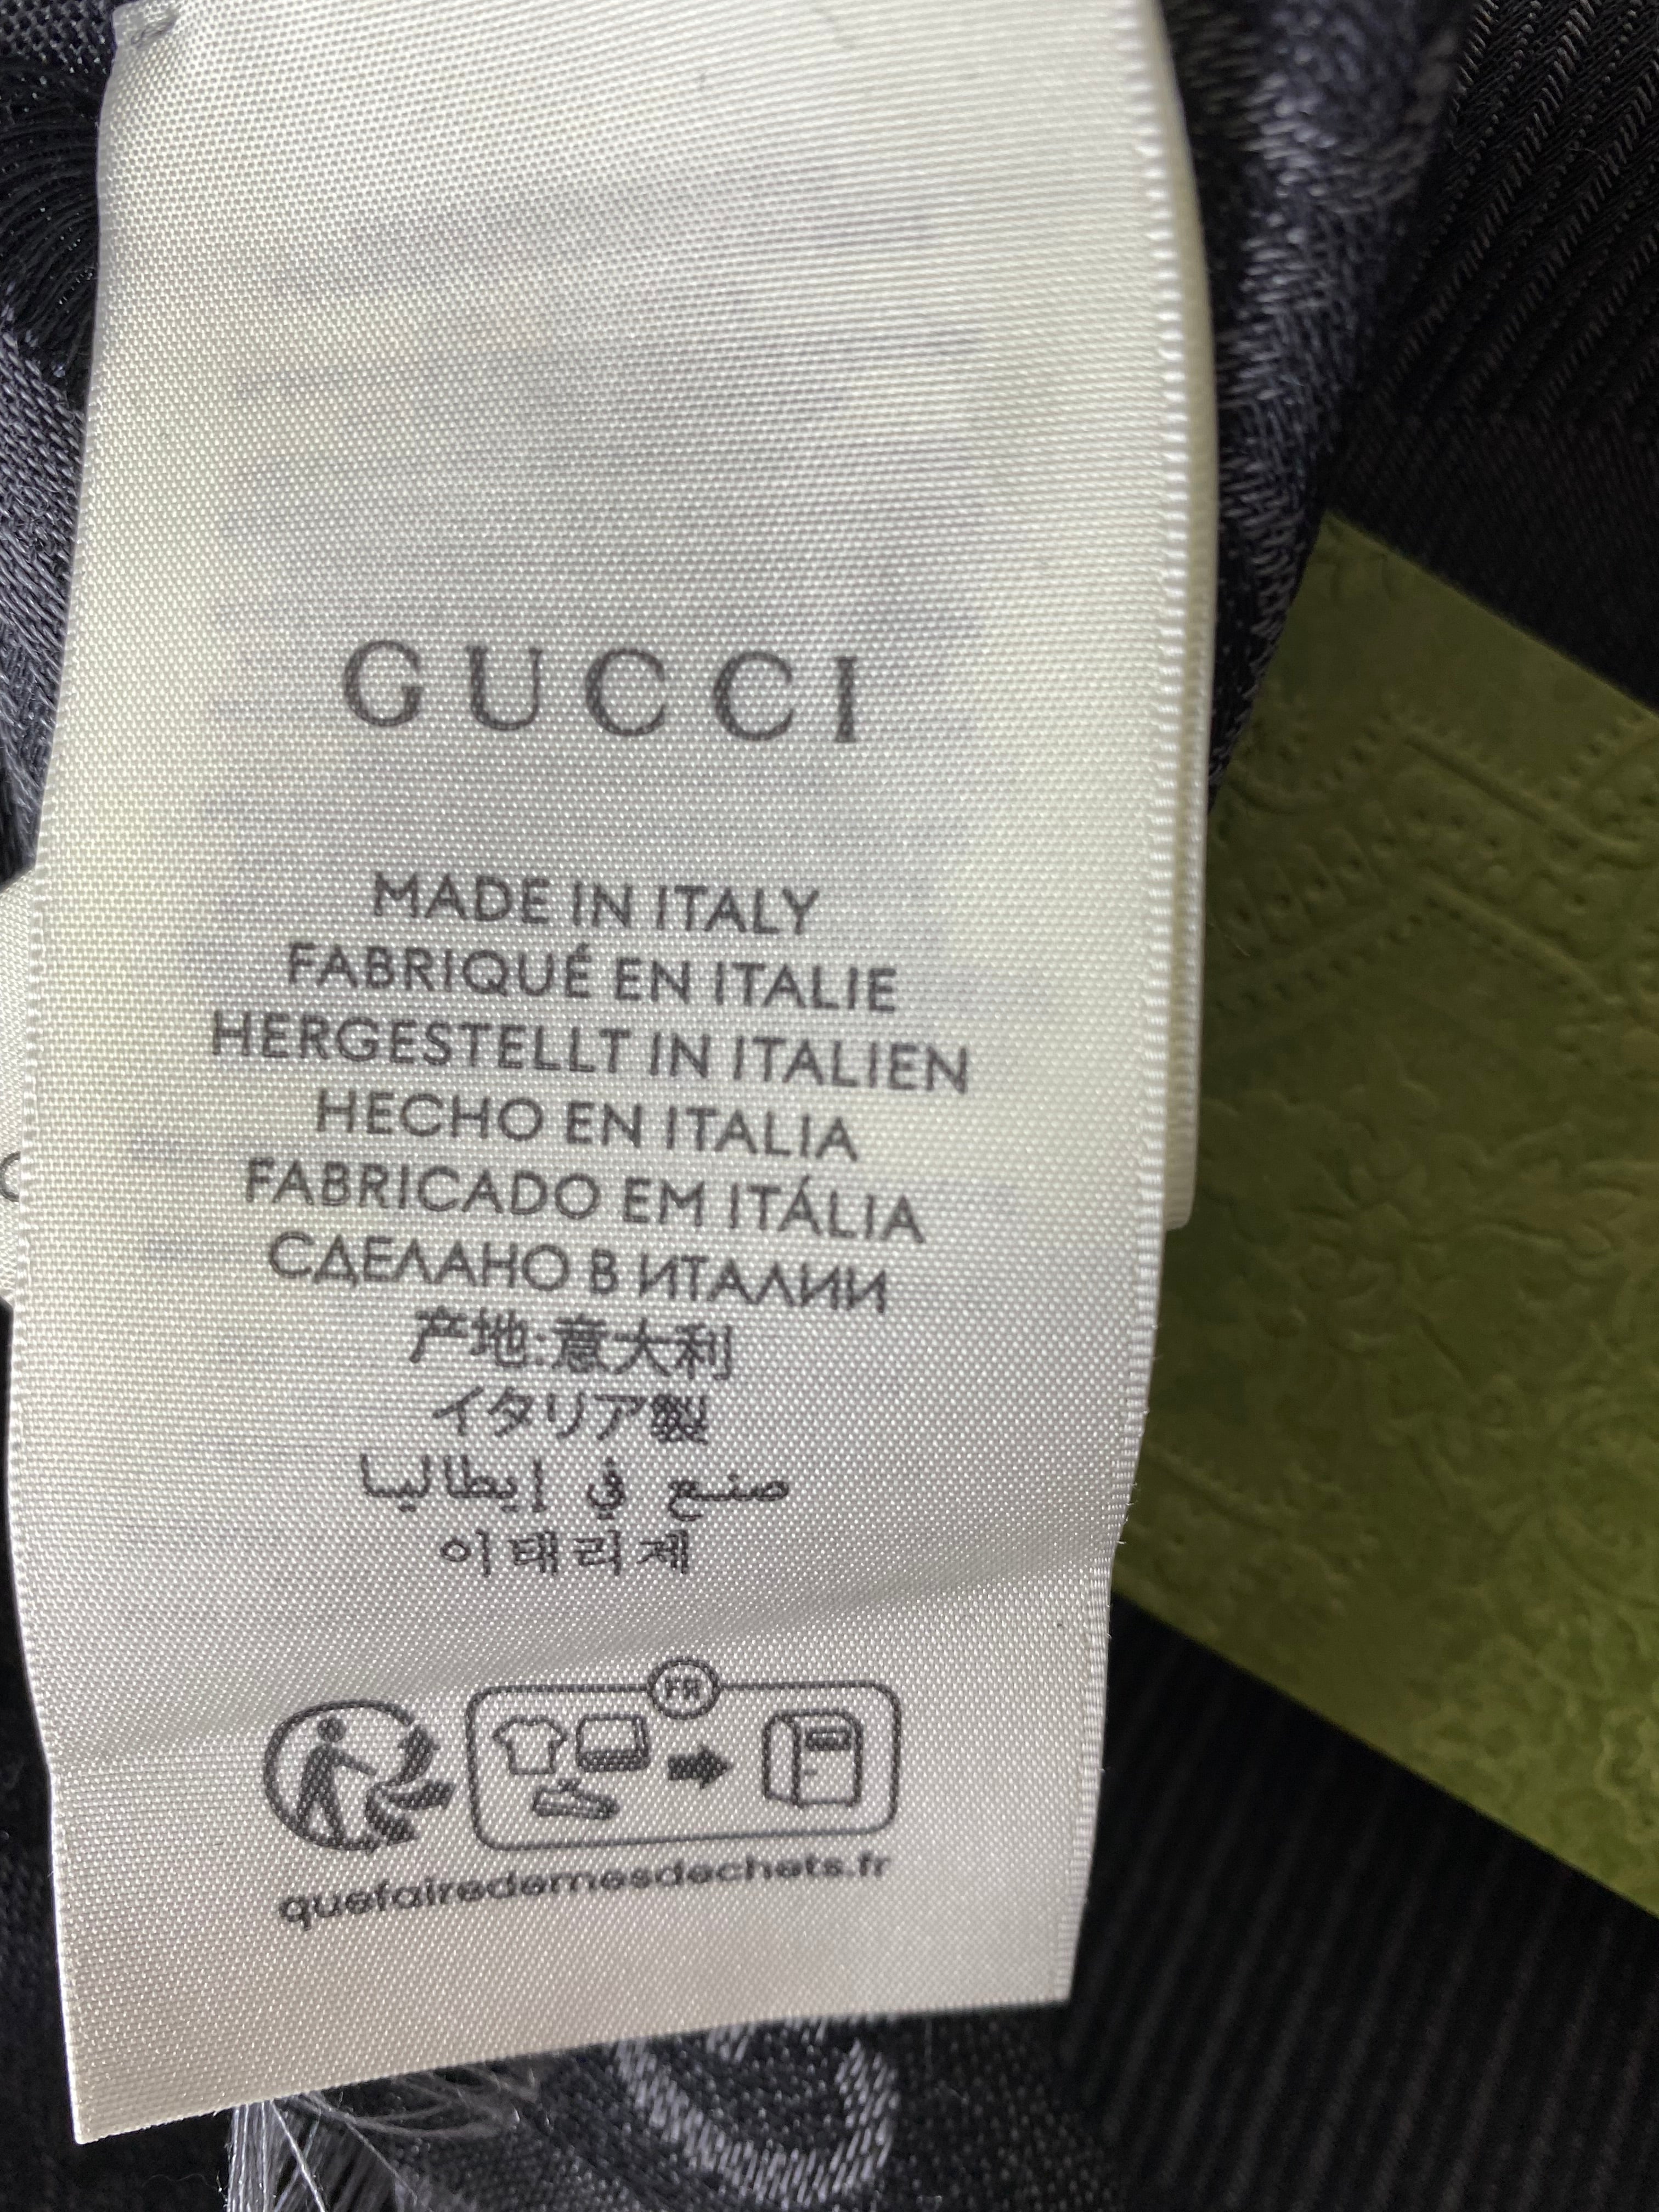 GUCCI
MADE IN ITALY
FABRIQUÉ EN ITALIE
HERGESTELLT IN ITALIEN
HECHO EN ITALIA
FABRICADO EM ITÁLIA
СДЕЛАНО В ИТАЛИИ
产地:意大利
イタリア製
صنع في إيطاليا
이태리제
FR
quefairedemesdechets.fr